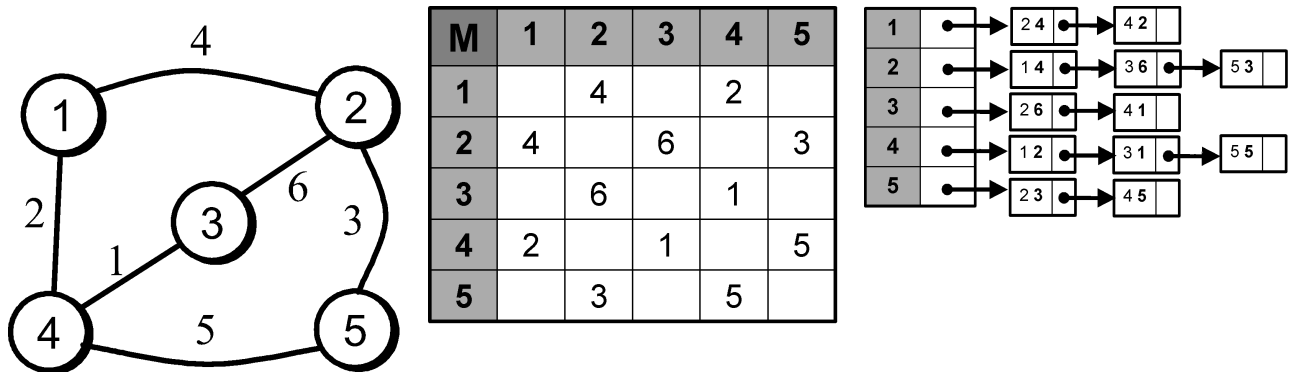 4
1
2
6
3
2
3
1
4
5
5
M 1 2 3 4 5
1 4 2
2 4 6 3
3 6 1
4 2 1 5
5 3 5
1 2 4 4 2
2 1 4 3 6 5 3
3 2 6 4 1
4 1 2 3 1 5 5
5 2 3 4 5